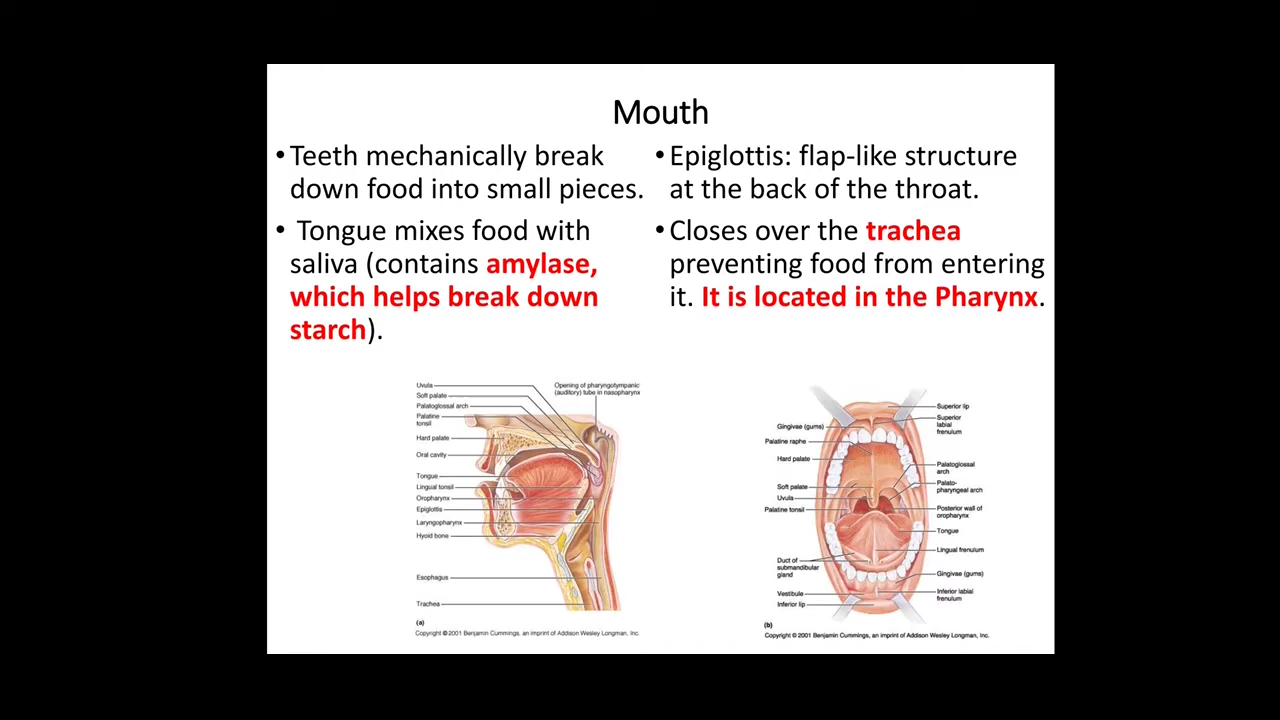 Mouth
•Teeth mechanically break
down food into small pieces.
• Tongue mixes food with
saliva (contains amylase,
which helps break down
starch).
•Epiglottis: flap-like structure
at the back of the throat.
•Closes over the trachea
preventing food from entering
it. It is located in the Pharynx.
Uvula
Soft palate
Palatoglossal arch
Palatine
tonsil
Hard palate
Oral cavity
Tongue
Lingual tonsil
Oropharynx
Epiglottis
Laryngopharynx
Hyoid bone
Esophagus
Trachea
Opening of pharyngotympanic
(auditory) tube in nasopharynx
(a)
Copyright © 2001 Benjamin Cummings, an imprint of Addison Wesley Longman, Inc.
Gingivae (gums)
Palatine raphe
Hard palate
Soft palate
Uvula
Palatine tonsil
Duct of
submandibular
gland
Vestibule
Inferior lip
Superior lip
Superior
labial
frenulum
Palatoglossal
arch
Palato-
pharyngeal arch
Posterior wall of
oropharynx
Tongue
Lingual frenulum
Gingivae (gums)
Inferior labial
frenulum
(b)
Copyright © 2001 Benjamin Cummings, an imprint of Addison Wesley Longman, Inc.